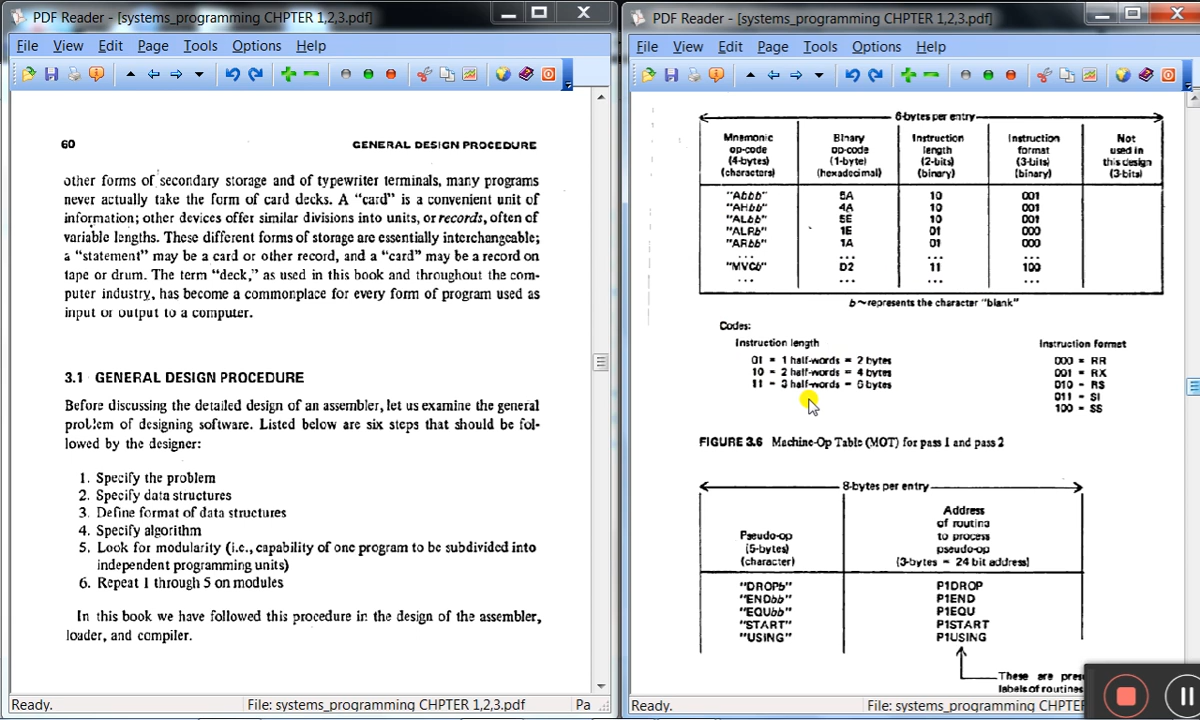 PDF Reader - [systems_programming CHPTER 1,2,3.pdf]
File View Edit Page Tools Options Help
60 GENERAL DESIGN PROCEDURE
other forms of secondary storage and of typewriter terminals, many programs
never actually take the form of card decks. A “card” is a convenient unit of
information; other devices offer similar divisions into units, or records, often of
variable lengths. These different forms of storage are essentially interchangeable;
a “statement” may be a card or other record, and a “card” may be a record on
tape or drum. The term “deck,” as used in this book and throughout the com-
puter industry, has become a commonplace for every form of program used as
input or output to a computer.
3.1 GENERAL DESIGN PROCEDURE
Before discussing the detailed design of an assembler, let us examine the general
problem of designing software. Listed below are six steps that should be fol-
lowed by the designer:
1. Specify the problem
2. Specify data structures
3. Define format of data structures
4. Specify algorithm
5. Look for modularity (i.e., capability of one program to be subdivided into
independent programming units)
6. Repeat 1 through 5 on modules
In this book we have followed this procedure in the design of the assembler,
loader, and compiler.
Ready. File: systems_programming CHPTER 1,2,3.pdf Pa
PDF Reader - [systems_programming CHPTER 1,2,3.pdf]
File View Edit Page Tools Options Help
6-bytes per entry
Mnemonic Binary Instruction Instruction Not
op-code op-code length format used in
(4-bytes) (1-byte) (2-bits) (3-bits) this design
(characters) (hexadecimal) (binary) (binary) (3-bits)
"Abbb" 5A 10 001
"AHbb" 4A 10 001
"ALbb" 5E 10 001
"ALRb" 1E 01 000
"ARbb" 1A 01 000
... ... ... ...
"MVCb" D2 11 100
... ... ... ...
b~represents the character "blank"
Codes:
Instruction length Instruction format
01 = 1 half-words = 2 bytes 000 = RR
10 = 2 half-words = 4 bytes 001 = RX
11 = 3 half-words = 6 bytes 010 = RS
011 = SI
100 = SS
FIGURE 3.6 Machine-Op Table (MOT) for pass 1 and pass 2
8-bytes per entry
Address
of routine
Pseudo-op to process
(5-bytes) pseudo-op
(character) (3-bytes = 24 bit address)
"DROPb" P1DROP
"ENDbb" P1END
"EQUbb" P1EQU
"START" P1START
"USING" P1USING
These are pres
labels of routines
Ready. File: systems_programming CHPTE